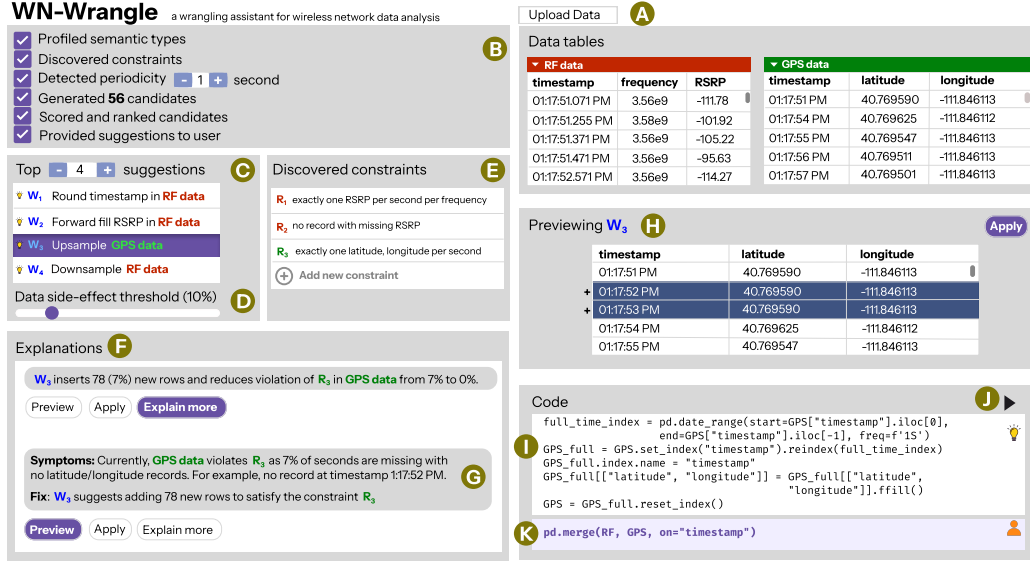 WN-Wrangle a wrangling assistant for wireless network data analysis
B
Profiled semantic types
Discovered constraints
Detected periodicity - 1 + second
Generated 56 candidates
Scored and ranked candidates
Provided suggestions to user
Top - 4 + suggestions C
W1 Round timestamp in RF data
W2 Forward fill RSRP in RF data
W3 Upsample GPS data
W4 Downsample RF data
Data side-effect threshold (10%) D
Discovered constraints E
R1 exactly one RSRP per second per frequency
R2 no record with missing RSRP
R3 exactly one latitude, longitude per second
+ Add new constraint
Explanations F
W3 inserts 78 (7%) new rows and reduces violation of R3 in GPS data from 7% to 0%.
Preview Apply Explain more
Symptoms: Currently, GPS data violates R3 as 7% of seconds are missing with
no latitude/longitude records. For example, no record at timestamp 1:17:52 PM.
G
Fix: W3 suggests adding 78 new rows to satisfy the constraint R3
Preview Apply Explain more
Upload Data A
Data tables
RF data
timestamp frequency RSRP
01:17:51.071 PM 3.56e9 -111.78
01:17:51.255 PM 3.58e9 -101.92
01:17:51.371 PM 3.56e9 -105.22
01:17:51.471 PM 3.56e9 -95.63
01:17:52.571 PM 3.56e9 -114.27
GPS data
timestamp latitude longitude
01:17:51 PM 40.769590 -111.846113
01:17:54 PM 40.769625 -111.846112
01:17:55 PM 40.769547 -111.846113
01:17:56 PM 40.769511 -111.846113
01:17:57 PM 40.769501 -111.846113
Previewing W3 H Apply
timestamp latitude longitude
01:17:51 PM 40.769590 -111.846113
+ 01:17:52 PM 40.769590 -111.846113
+ 01:17:53 PM 40.769590 -111.846113
01:17:54 PM 40.769625 -111.846112
01:17:55 PM 40.769547 -111.846113
Code J
I
full_time_index = pd.date_range(start=GPS["timestamp"].iloc[0],
end=GPS["timestamp"].iloc[-1], freq=f'1S')
GPS_full = GPS.set_index("timestamp").reindex(full_time_index)
GPS_full.index.name = "timestamp"
GPS_full[["latitude", "longitude"]] = GPS_full[["latitude",
"longitude"]].ffill()
GPS = GPS_full.reset_index()
K pd.merge(RF, GPS, on="timestamp")